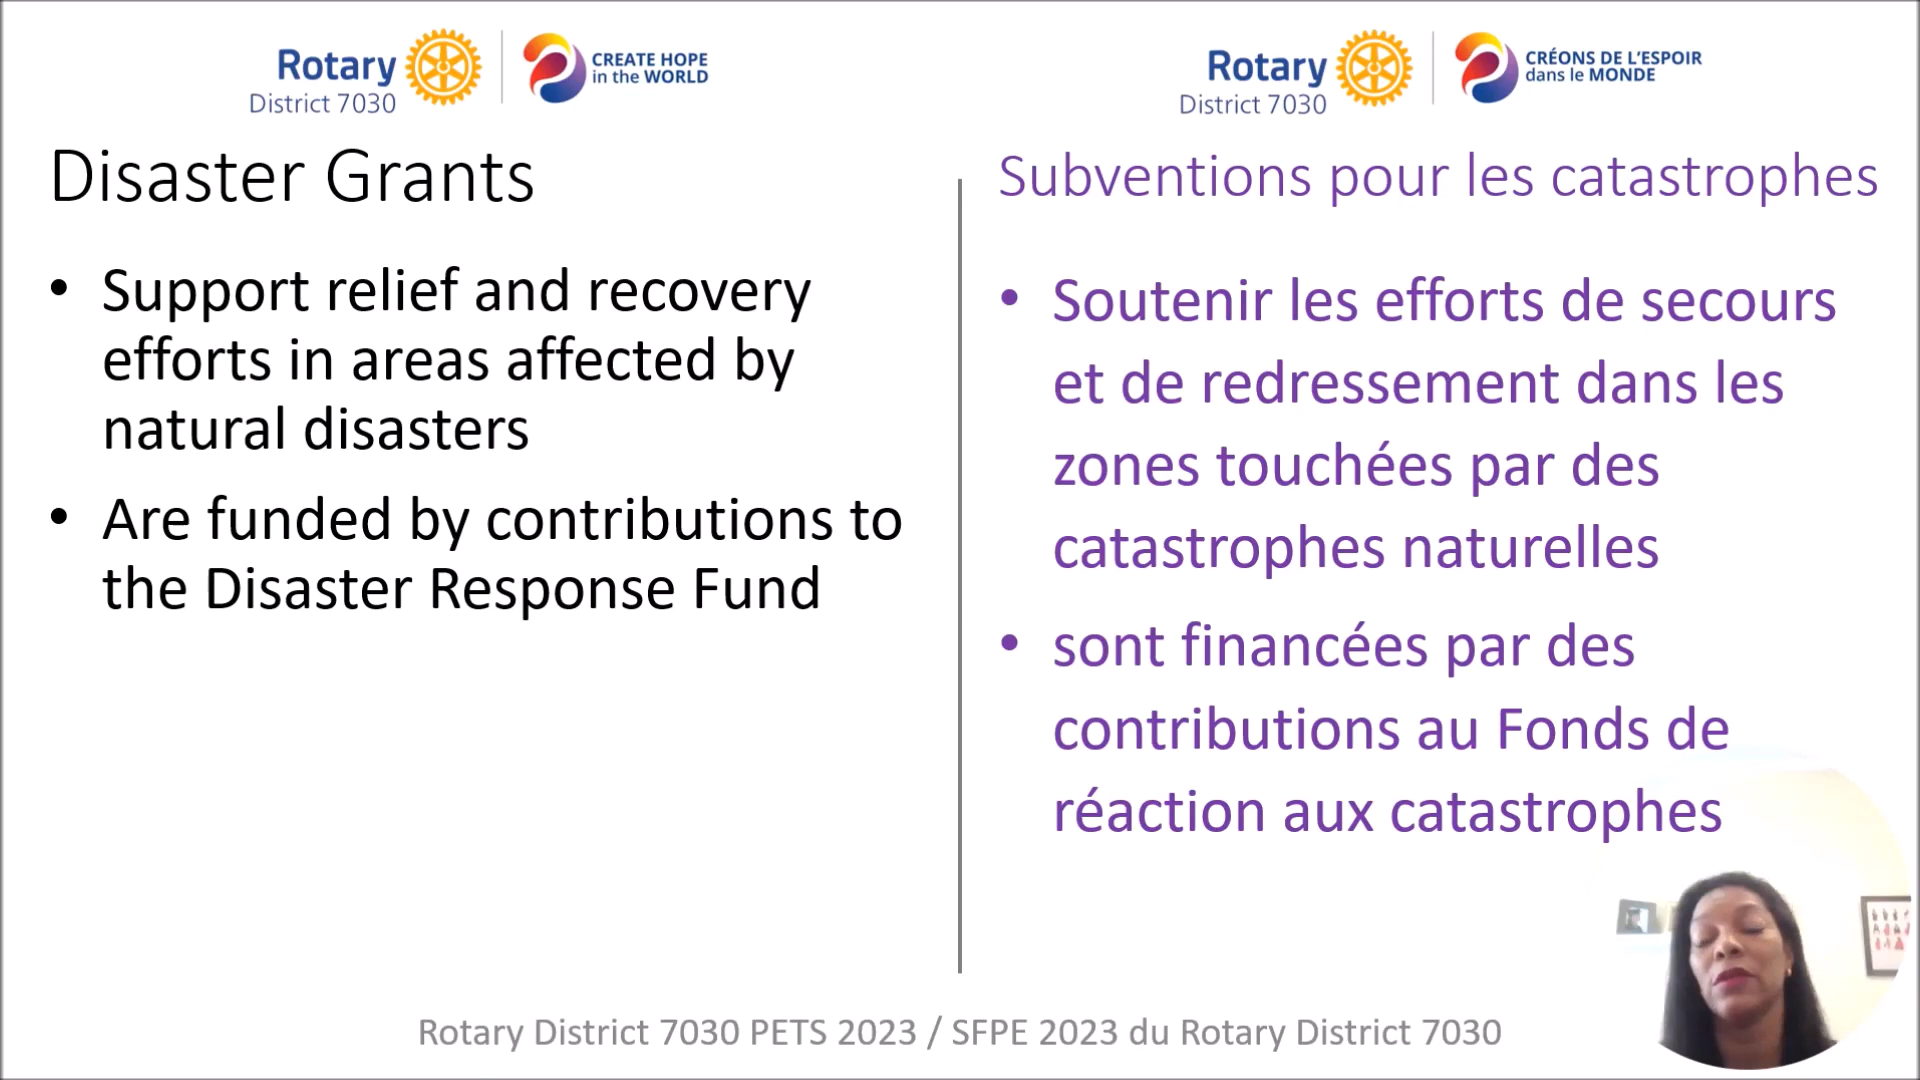 Rotary
District 7030
CREATE HOPE
in the WORLD
Disaster Grants
• Support relief and recovery
efforts in areas affected by
natural disasters
• Are funded by contributions to
the Disaster Response Fund
Rotary
District 7030
CRÉONS DE L'ESPOIR
dans le MONDE
Subventions pour les catastrophes
• Soutenir les efforts de secours
et de redressement dans les
zones touchées par des
catastrophes naturelles
• sont financées par des
contributions au Fonds de
réaction aux catastrophes
Rotary District 7030 PETS 2023 / SFPE 2023 du Rotary District 7030